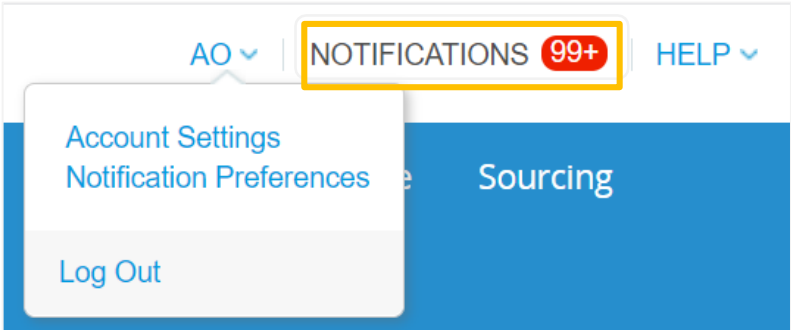 AO NOTIFICATIONS 99+ HELP
Account Settings
Notification Preferences
Sourcing
Log Out